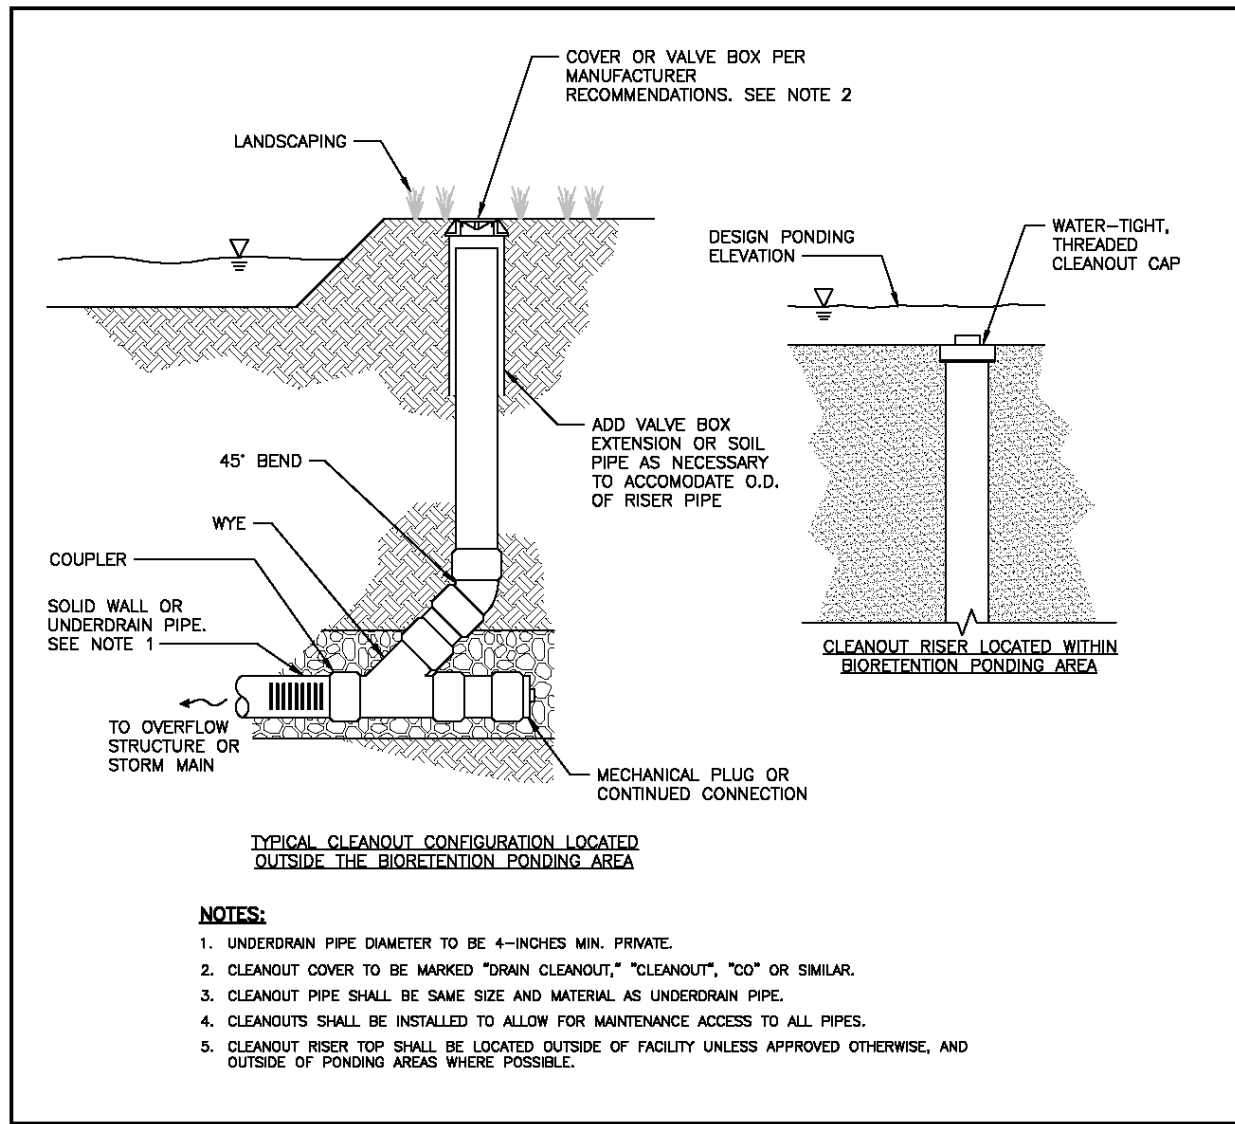 COVER OR VALVE BOX PER
MANUFACTURER
RECOMMENDATIONS. SEE NOTE 2
LANDSCAPING
DESIGN PONDING
ELEVATION
WATER-TIGHT,
THREADED
CLEANOUT CAP
ADD VALVE BOX
EXTENSION OR SOIL
PIPE AS NECESSARY
TO ACCOMODATE O.D.
OF RISER PIPE
45° BEND
WYE
COUPLER
SOLID WALL OR
UNDERDRAIN PIPE.
SEE NOTE 1
TO OVERFLOW
STRUCTURE OR
STORM MAIN
MECHANICAL PLUG OR
CONTINUED CONNECTION
CLEANOUT RISER LOCATED WITHIN
BIORETENTION PONDING AREA
TYPICAL CLEANOUT CONFIGURATION LOCATED
OUTSIDE THE BIORETENTION PONDING AREA
NOTES:
1. UNDERDRAIN PIPE DIAMETER TO BE 4-INCHES MIN. PRIVATE.
2. CLEANOUT COVER TO BE MARKED "DRAIN CLEANOUT," "CLEANOUT", "CO" OR SIMILAR.
3. CLEANOUT PIPE SHALL BE SAME SIZE AND MATERIAL AS UNDERDRAIN PIPE.
4. CLEANOUTS SHALL BE INSTALLED TO ALLOW FOR MAINTENANCE ACCESS TO ALL PIPES.
5. CLEANOUT RISER TOP SHALL BE LOCATED OUTSIDE OF FACILITY UNLESS APPROVED OTHERWISE, AND
OUTSIDE OF PONDING AREAS WHERE POSSIBLE.